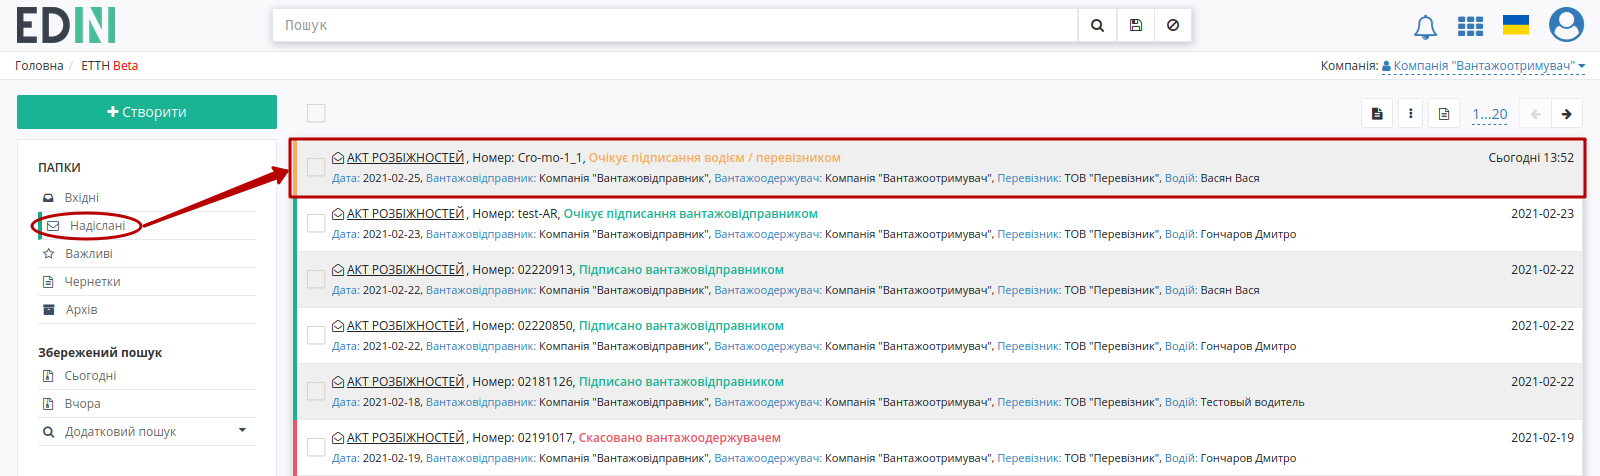 EDIN
Пошук
Головна / ЕТТН Beta
Компанія: Компанія "Вантажоотримувач"
Створити
1...20
ПАПКИ
Вхідні
Надіслані
Важливі
Чернетки
Архів
Збережений пошук
Сьогодні
Вчора
Додатковий пошук
АКТ РОЗБІЖНОСТЕЙ, Номер: Cro-mo-1_1, Очікує підписання водієм / перевізником Сьогодні 13:52
Дата: 2021-02-25, Вантажовідправник: Компанія "Вантажовідправник", Вантажоодержувач: Компанія "Вантажоотримувач", Перевізник: ТОВ "Перевізник", Водій: Васян Вася
АКТ РОЗБІЖНОСТЕЙ, Номер: test-AR, Очікує підписання вантажовідправником 2021-02-23
Дата: 2021-02-23, Вантажовідправник: Компанія "Вантажовідправник", Вантажоодержувач: Компанія "Вантажоотримувач", Перевізник: ТОВ "Перевізник", Водій: Гончаров Дмитро
АКТ РОЗБІЖНОСТЕЙ, Номер: 02220913, Підписано вантажовідправником 2021-02-22
Дата: 2021-02-22, Вантажовідправник: Компанія "Вантажовідправник", Вантажоодержувач: Компанія "Вантажоотримувач", Перевізник: ТОВ "Перевізник", Водій: Васян Вася
АКТ РОЗБІЖНОСТЕЙ, Номер: 02220850, Підписано вантажовідправником 2021-02-22
Дата: 2021-02-22, Вантажовідправник: Компанія "Вантажовідправник", Вантажоодержувач: Компанія "Вантажоотримувач", Перевізник: ТОВ "Перевізник", Водій: Гончаров Дмитро
АКТ РОЗБІЖНОСТЕЙ, Номер: 02181126, Підписано вантажовідправником 2021-02-22
Дата: 2021-02-18, Вантажовідправник: Компанія "Вантажовідправник", Вантажоодержувач: Компанія "Вантажоотримувач", Перевізник: ТОВ "Перевізник", Водій: Тестовый водитель
АКТ РОЗБІЖНОСТЕЙ, Номер: 02191017, Скасовано вантажоодержувачем 2021-02-19
Дата: 2021-02-19, Вантажовідправник: Компанія "Вантажовідправник", Вантажоодержувач: Компанія "Вантажоотримувач", Перевізник: ТОВ "Перевізник", Водій: Гончаров Дмитро